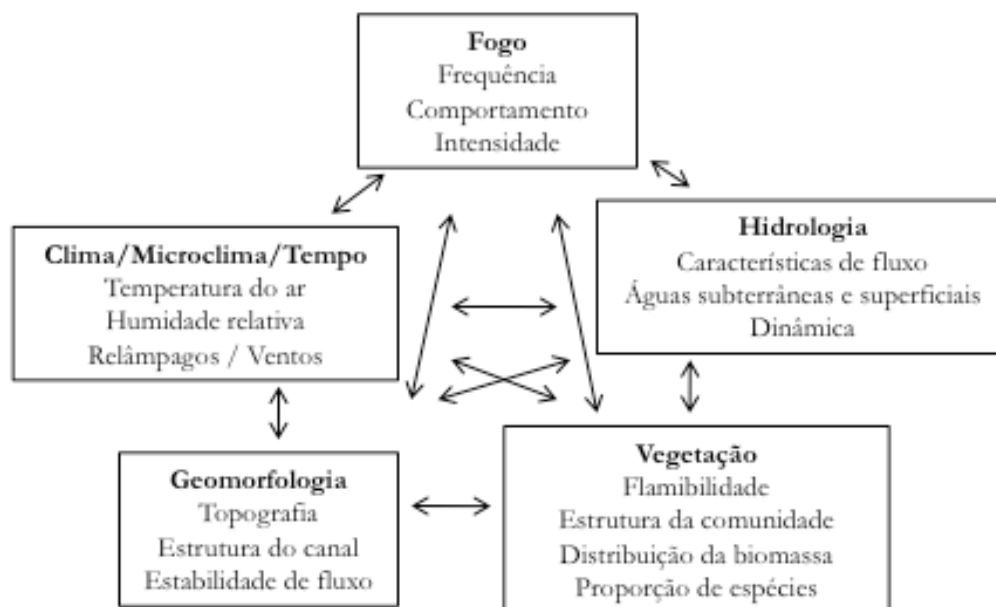 Fogo
Frequência
Comportamento
Intensidade
Clima/Microclima/Tempo
Temperatura do ar
Humidade relativa
Relâmpagos / Ventos
Hidrologia
Características de fluxo
Águas subterrâneas e superficiais
Dinâmica
Geomorfologia
Topografia
Estrutura do canal
Estabilidade de fluxo
Vegetação
Flamibilidade
Estrutura da comunidade
Distribuição da biomassa
Proporção de espécies